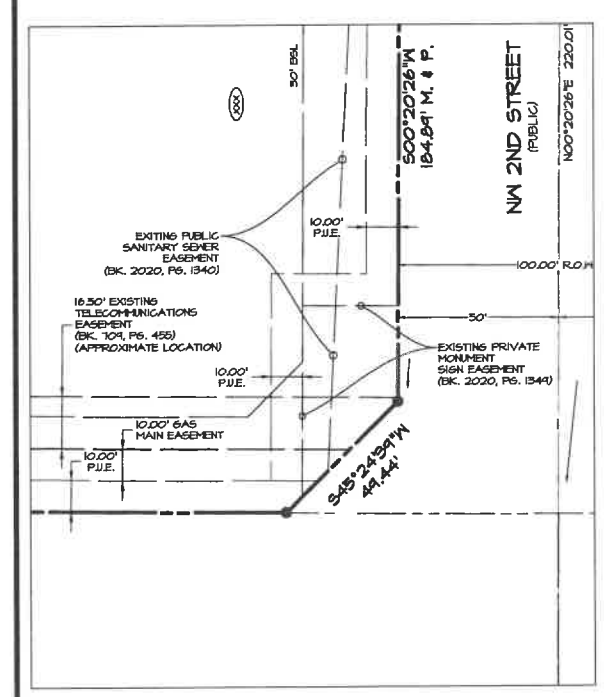 30' BSL
XXX
S00°20'26"W
184.89' M. & P.
NW 2ND STREET
(PUBLIC)
N00°20'26"E 220.01'
10.00'
P.U.E.
EXITING PUBLIC
SANITARY SEWER
EASEMENT
(BK. 2020, PG. 1340)
100.00' R.O.W
16.50' EXISTING
TELECOMMUNICATIONS
EASEMENT
(BK. 709, PG. 455)
(APPROXIMATE LOCATION)
50'
EXISTING PRIVATE
MONUMENT
SIGN EASEMENT
(BK. 2020, PG. 1349)
10.00'
P.U.E.
10.00' GAS
MAIN EASEMENT
10.00'
P.U.E.
S45°24'39"W
49.44'